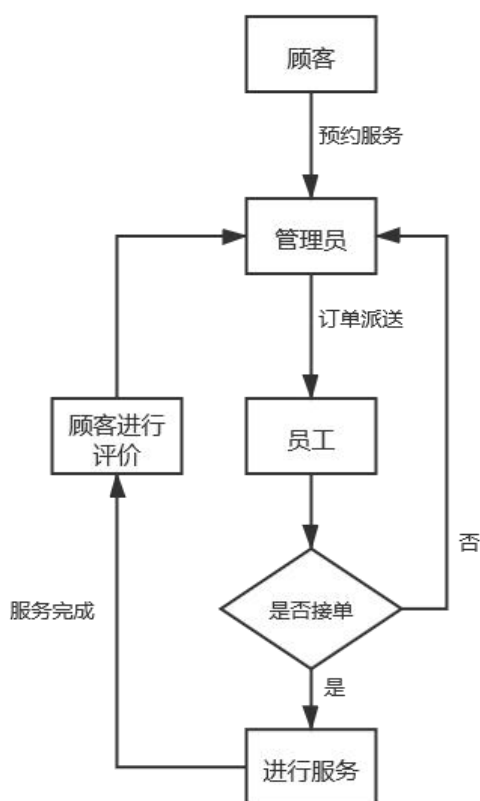 顾客
预约服务
管理员
订单派送
顾客进行
评价
员工
否
服务完成
是否接单
是
进行服务